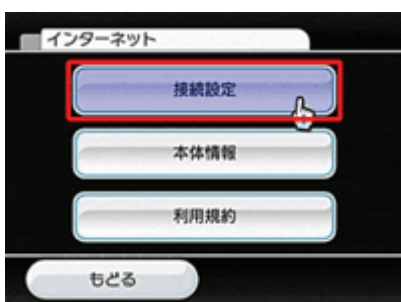 インターネット
接続設定
本体情報
利用規約
もどる